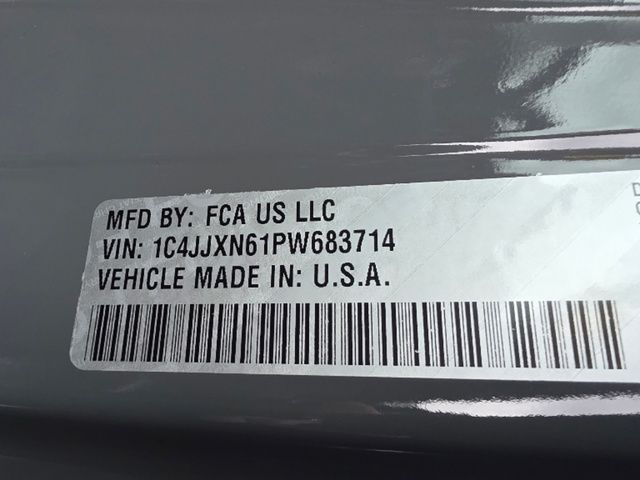 MFD BY: FCA US LLC
VIN: 1C4JJXN61PW683714
VEHICLE MADE IN: U.S.A.